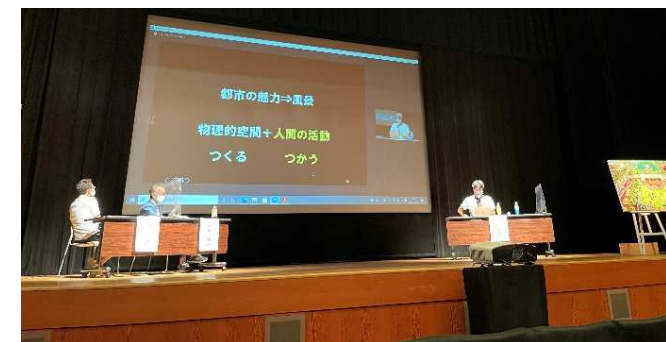 都市の魅力⇒風景
物理的空間+人間の活動
つくる つかう